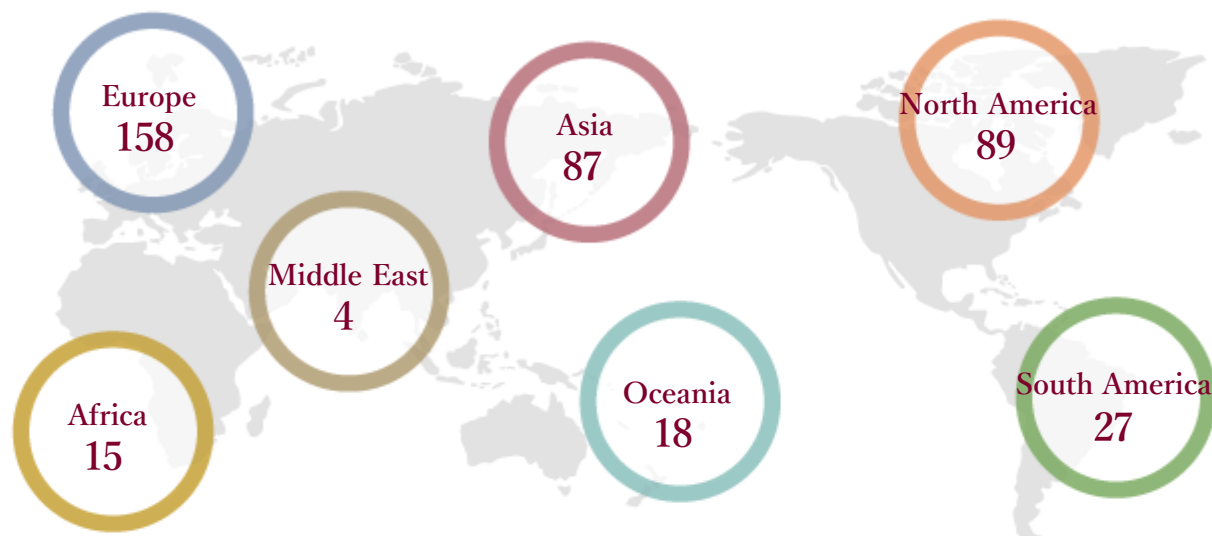 Europe
158
Asia
87
North America
89
Middle East
4
Africa
15
Oceania
18
South America
27